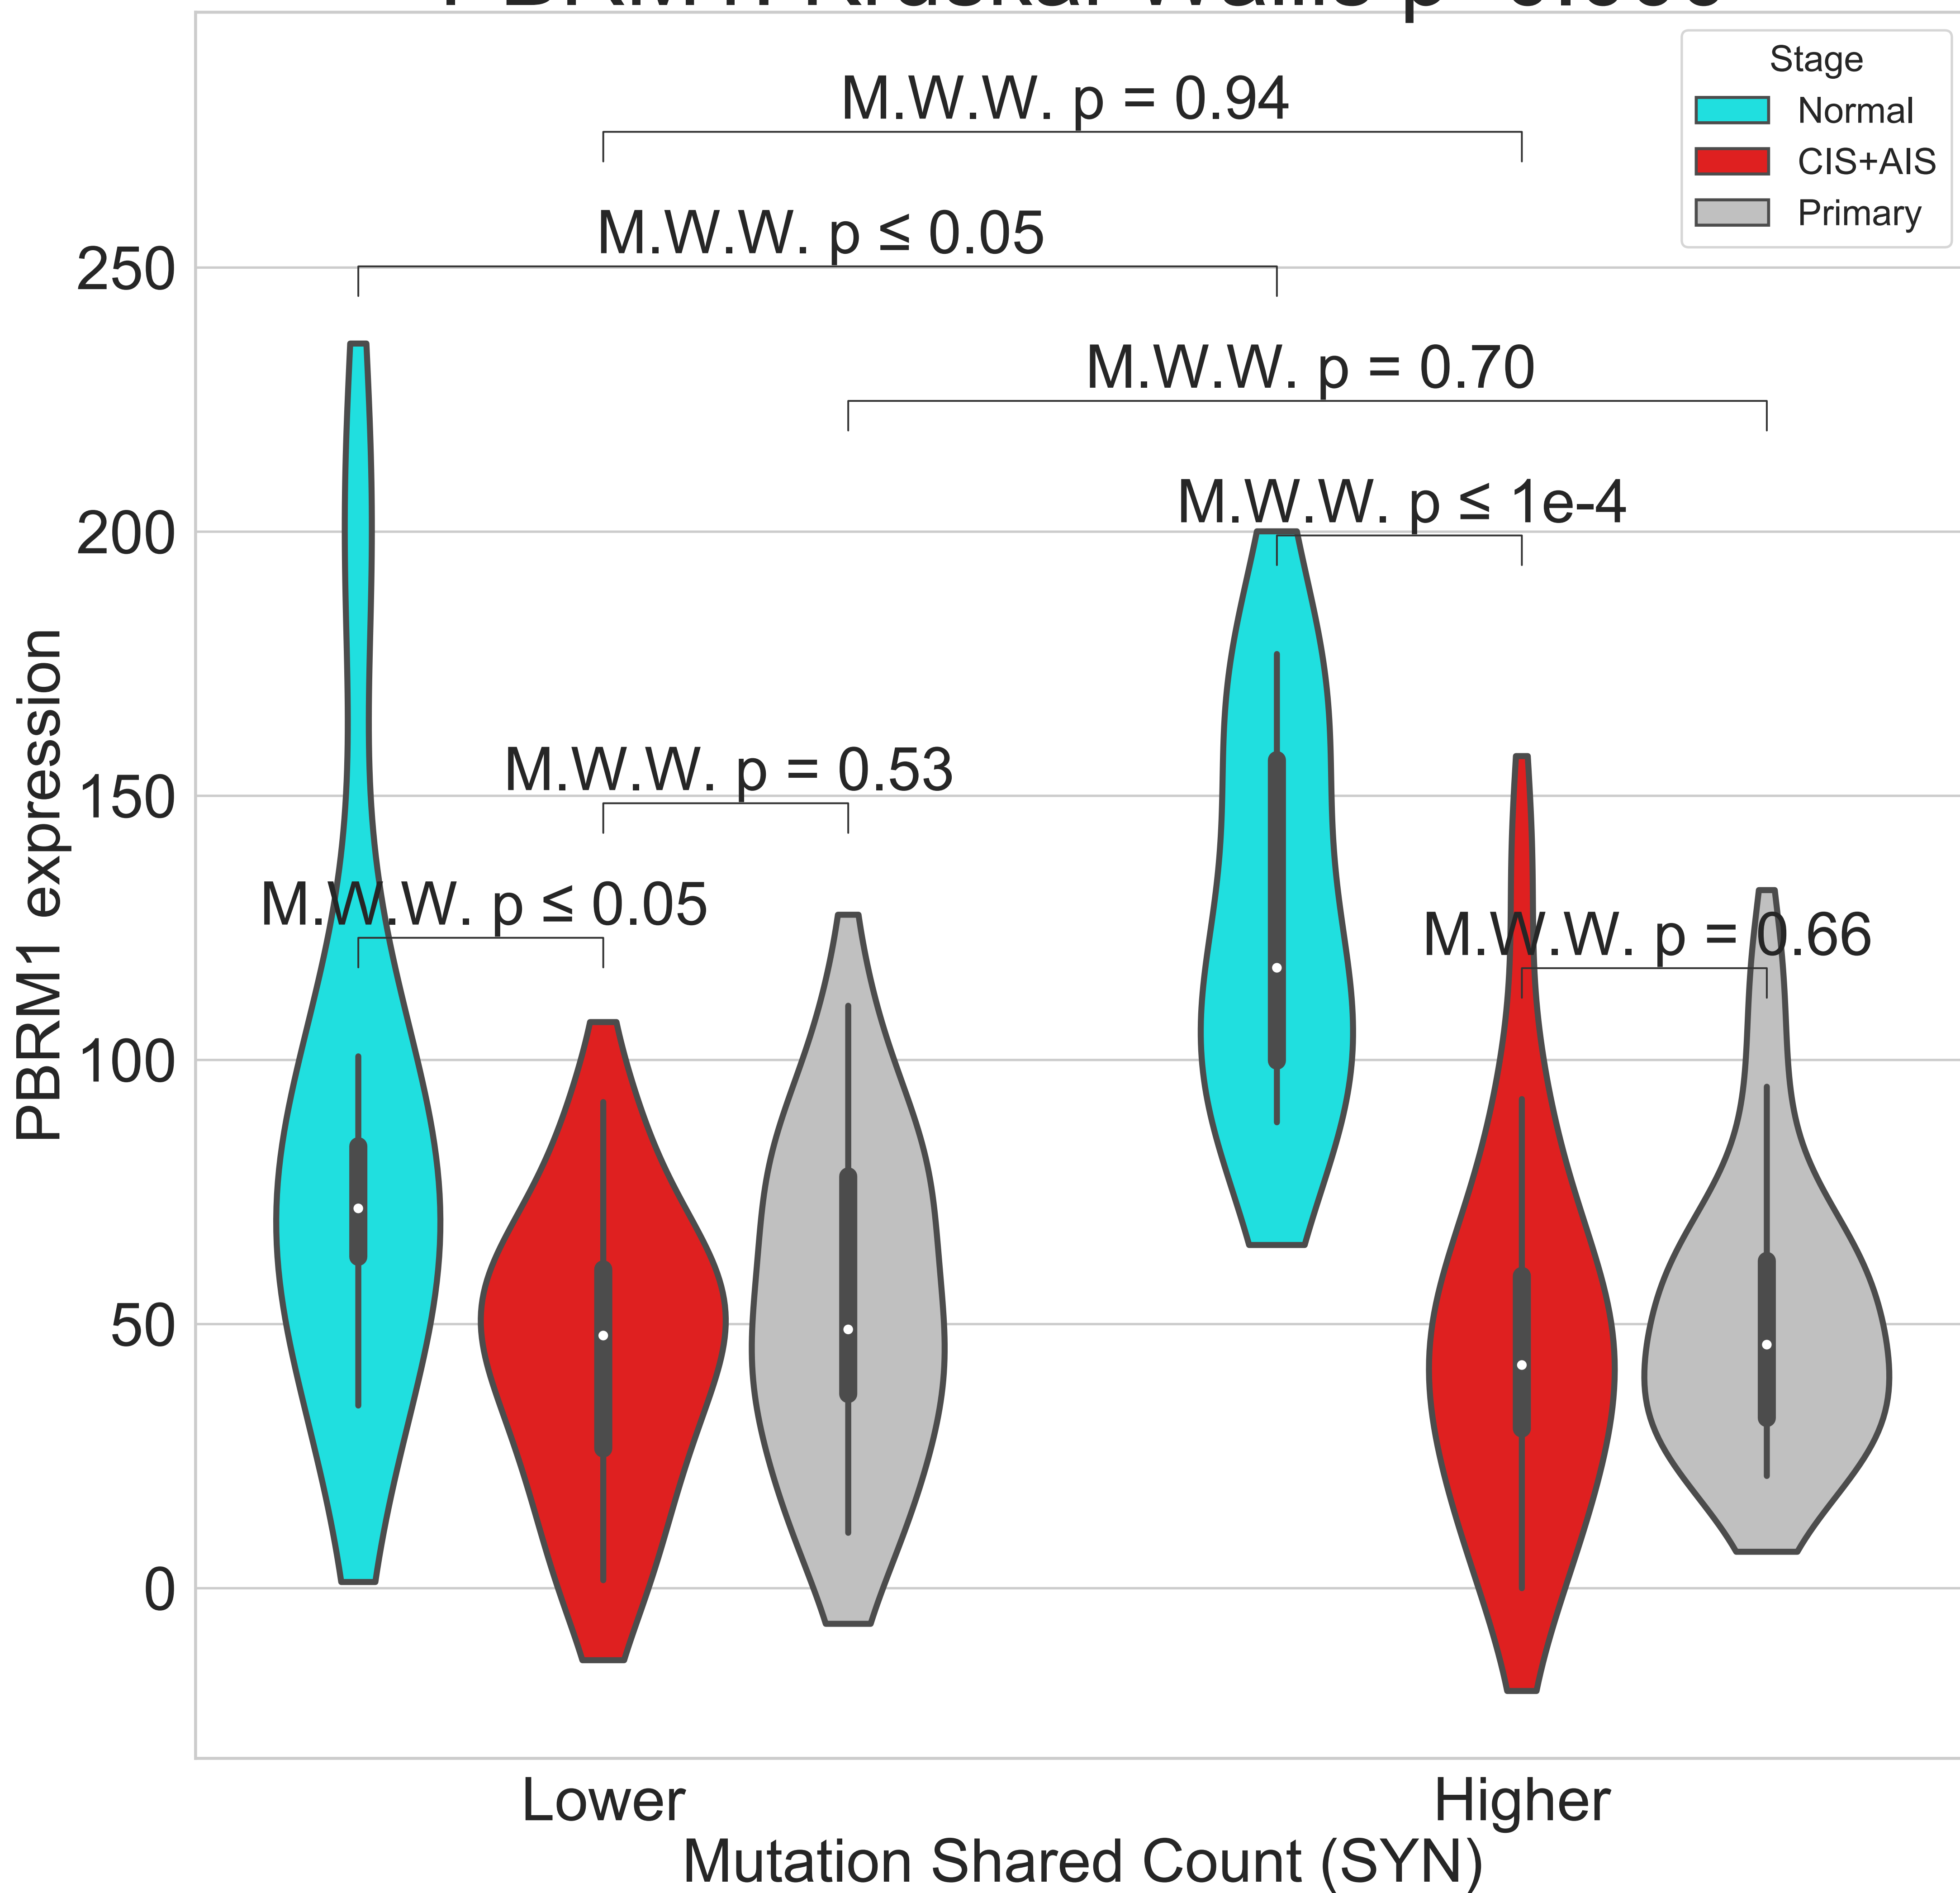 Stage
Normal
CIS+AIS
Primary
M.W.W. p = 0.94
M.W.W. p ≤ 0.05
M.W.W. p = 0.70
M.W.W. p ≤ 1e-4
M.W.W. p = 0.53
M.W.W. p ≤ 0.05
M.W.W. p = 0.66
PBRM1 expression
250
200
150
100
50
0
Lower
Higher
Mutation Shared Count (SYN)